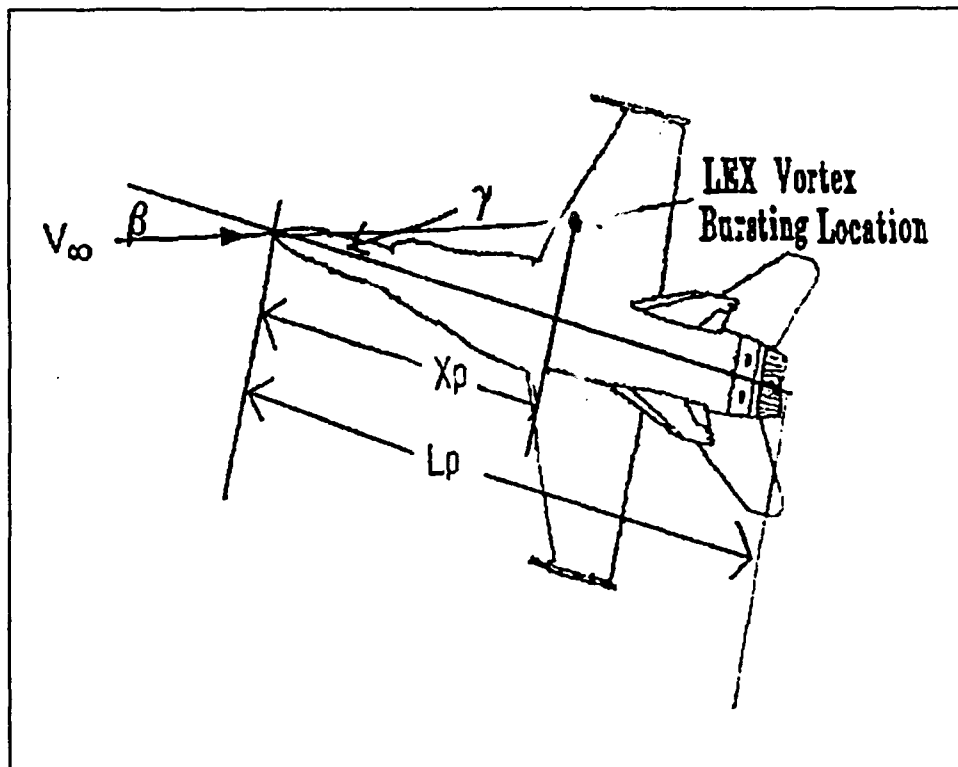 LEX Vortex
Bursting Location
γ
β
V∞
Xp
Lp